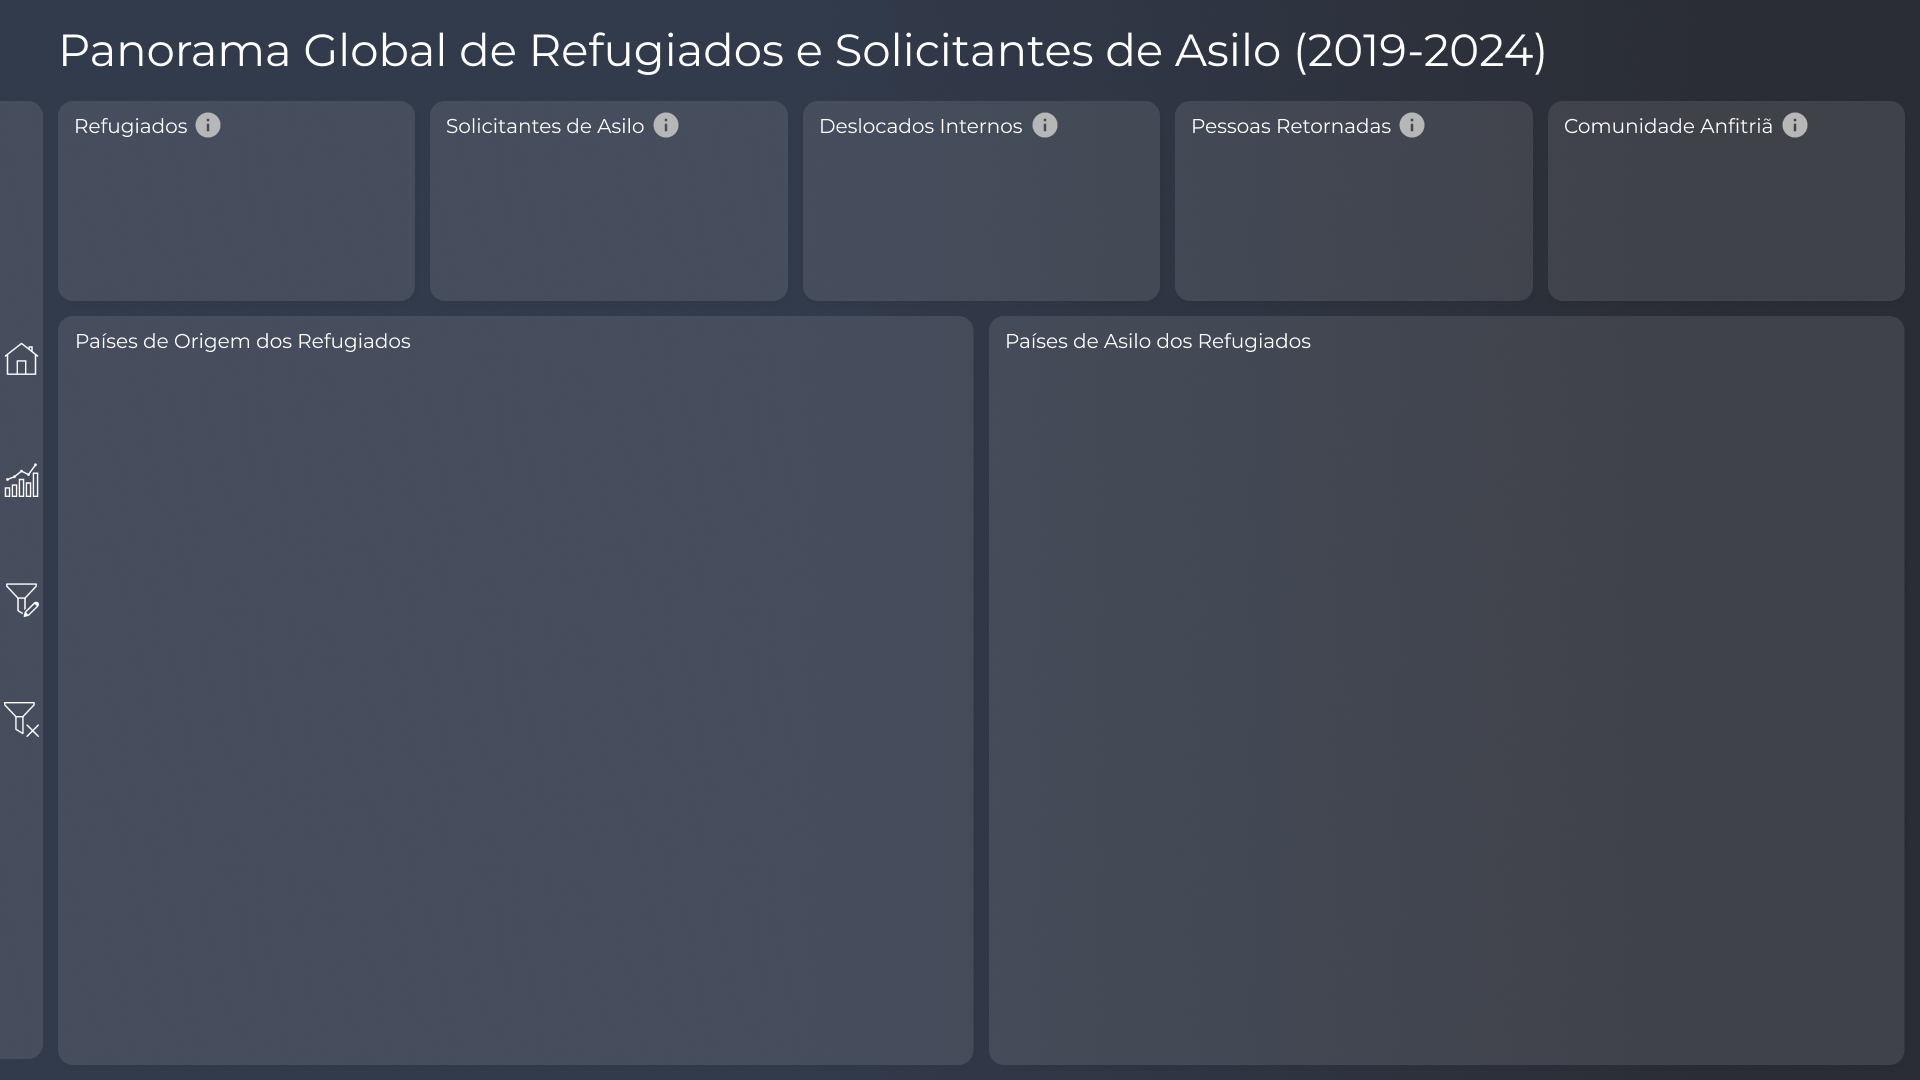 Panorama Global de Refugiados e Solicitantes de Asilo (2019-2024)
Refugiados
Solicitantes de Asilo
Deslocados Internos
Pessoas Retornadas
Comunidade Anfitriã
Países de Origem dos Refugiados
Países de Asilo dos Refugiados